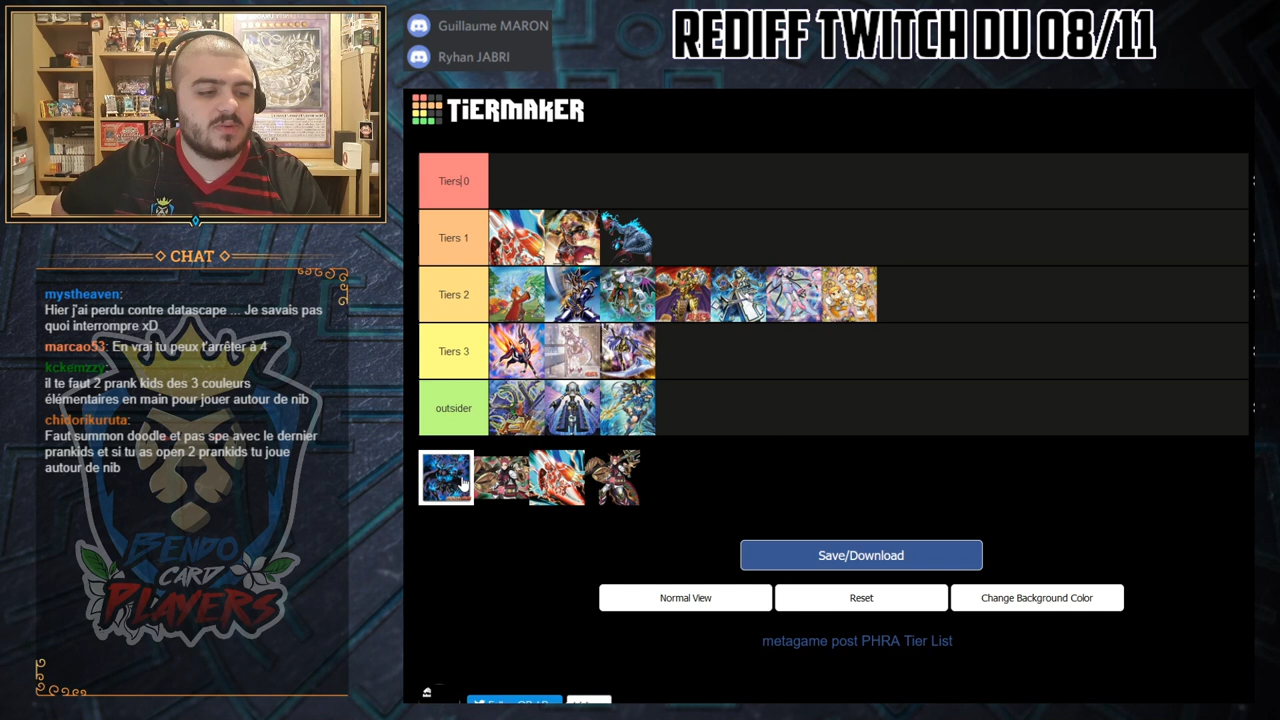 Guillaume MARON
Ryhan JABRI
REDIFF TWITCH DU 08/11
TiERMAKER
Tiers 0
Tiers 1
Tiers 2
Tiers 3
outsider
CHAT
mystheaven:
Hier j'ai perdu contre datascape ... Je savais pas
quoi interrompre xD
marcao53: En vrai tu peux t'arrêter à 4
kckemzzy:
il te faut 2 prank kids des 3 couleurs
élémentaires en main pour jouer autour de nib
chidorikuruta:
Faut summon doodle et pas spe avec le dernier
prankids et si tu as open 2 prankids tu joue
autour de nib
BENDO
CARD
PLAYERS
Save/Download
Normal View
Reset
Change Background Color
metagame post PHRA Tier List